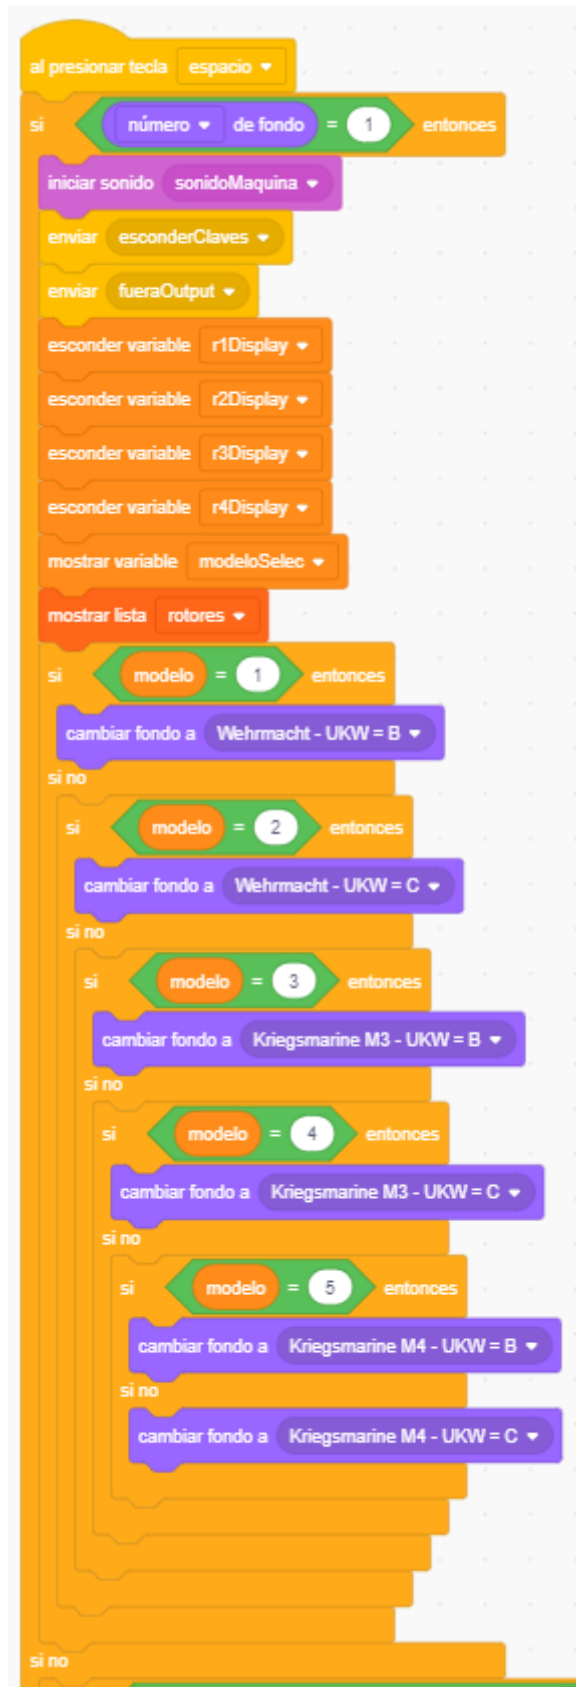 al presionar tecla espacio
si número de fondo = 1 entonces
iniciar sonido sonidoMaquina
enviar esconderClaves
enviar fueraOutput
esconder variable r1Display
esconder variable r2Display
esconder variable r3Display
esconder variable r4Display
mostrar variable modeloSelec
mostrar lista rotores
si modelo = 1 entonces
cambiar fondo a Wehrmacht - UKW = B
si no
si modelo = 2 entonces
cambiar fondo a Wehrmacht - UKW = C
si no
si modelo = 3 entonces
cambiar fondo a Kriegsmarine M3 - UKW = B
si no
si modelo = 4 entonces
cambiar fondo a Kriegsmarine M3 - UKW = C
si no
si modelo = 5 entonces
cambiar fondo a Kriegsmarine M4 - UKW = B
si no
cambiar fondo a Kriegsmarine M4 - UKW = C
si no